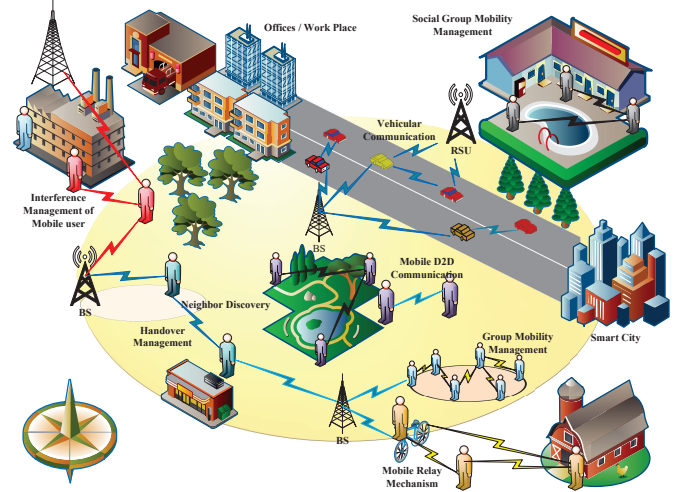 Offices / Work Place
Social Group Mobility
Management
Vehicular
Communication
RSU
Interference
Management of
Mobile user
BS
Mobile D2D
Communication
BS
Neighbor Discovery
Handover
Management
Group Mobility
Management
Smart City
BS
Mobile Relay
Mechanism